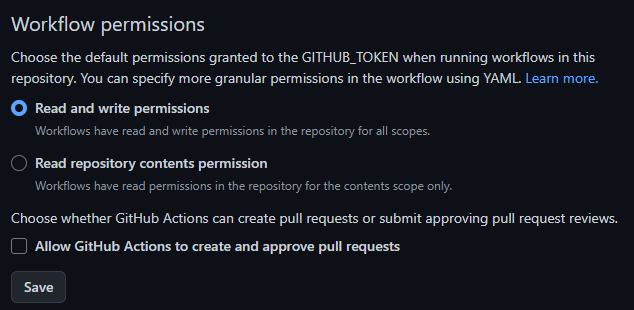 Workflow permissions
Choose the default permissions granted to the GITHUB_TOKEN when running workflows in this
repository. You can specify more granular permissions in the workflow using YAML. Learn more.
Read and write permissions
Workflows have read and write permissions in the repository for all scopes.
Read repository contents permission
Workflows have read permissions in the repository for the contents scope only.
Choose whether GitHub Actions can create pull requests or submit approving pull request reviews.
Allow GitHub Actions to create and approve pull requests
Save